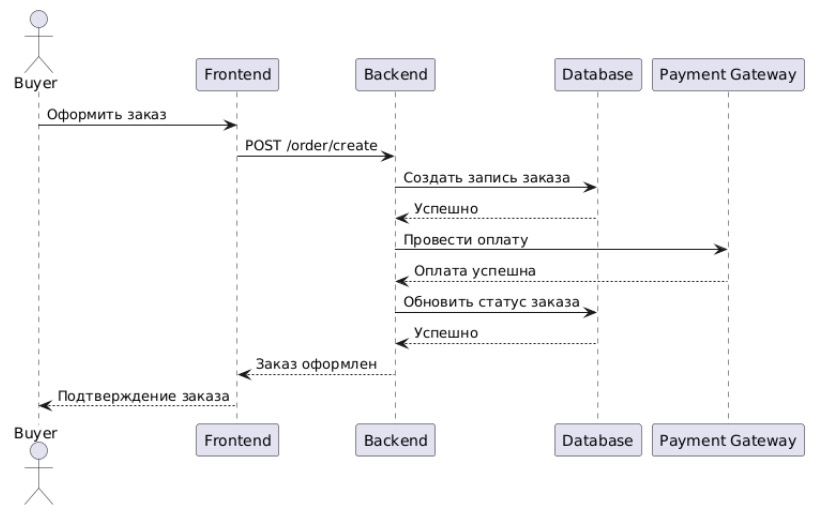 Buyer
Frontend
Backend
Database
Payment Gateway
Оформить заказ
POST /order/create
Создать запись заказа
Успешно
Провести оплату
Оплата успешна
Обновить статус заказа
Успешно
Заказ оформлен
Подтверждение заказа
Buyer
Frontend
Backend
Database
Payment Gateway